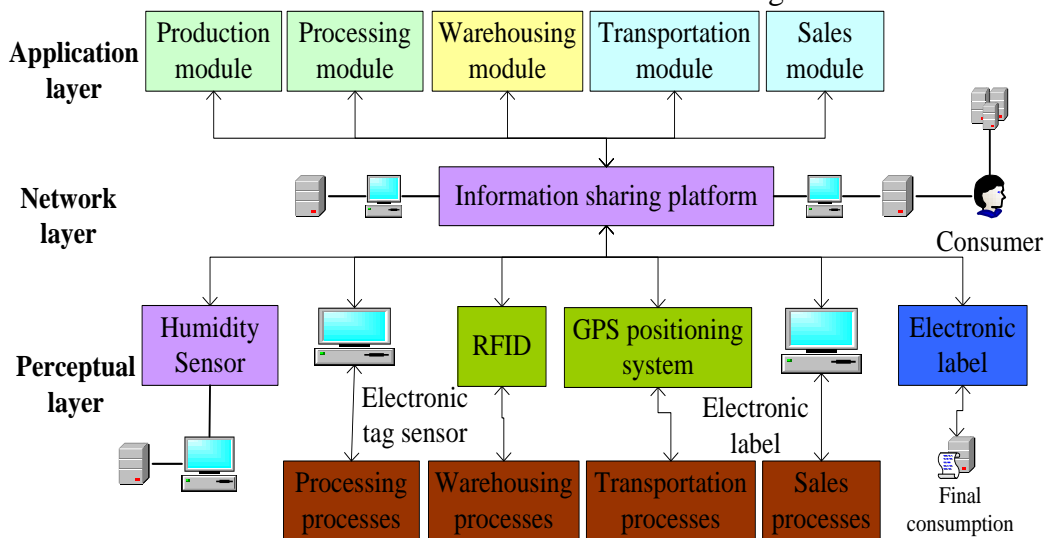 Production
module
Processing
module
Warehousing
module
Transportation
module
Sales
module
Application
layer
Information sharing platform
Network
layer
Consumer
Humidity
Sensor
RFID
GPS positioning
system
Electronic
label
Perceptual
layer
Electronic
tag sensor
Electronic
label
Processing
processes
Warehousing
processes
Transportation
processes
Sales
processes
Final
consumption